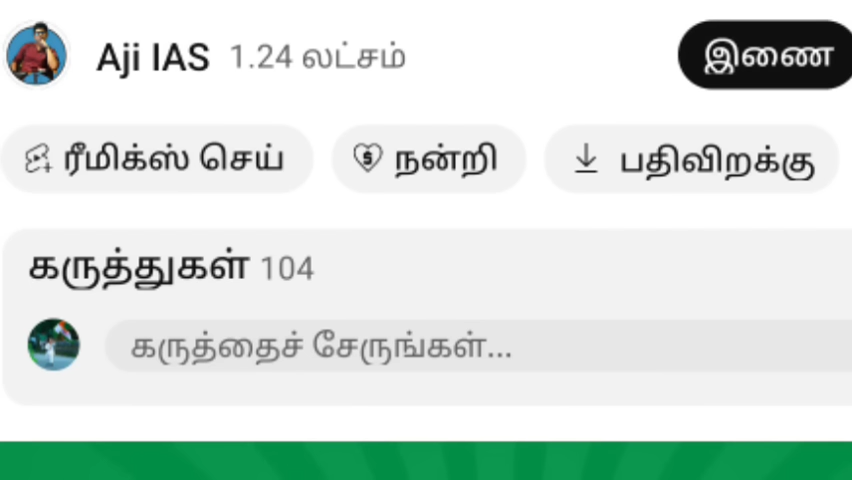 Aji IAS 1.24 லட்சம் இணை
ரீமிக்ஸ் செய் நன்றி பதிவிறக்கு
கருத்துகள் 104
கருத்தைச் சேருங்கள்...